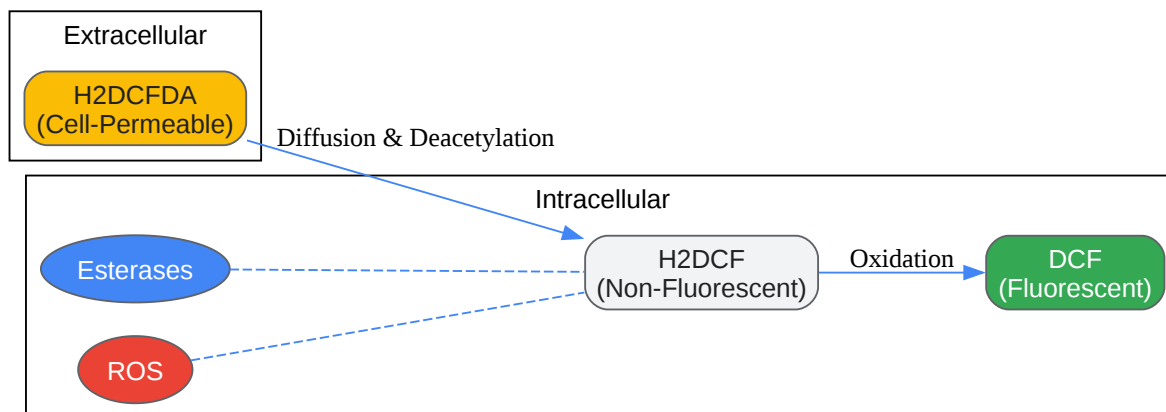 Extracellular
H2DCFDA
(Cell-Permeable)
Diffusion & Deacetylation
Intracellular
Esterases
H2DCF
(Non-Fluorescent)
Oxidation
DCF
(Fluorescent)
ROS